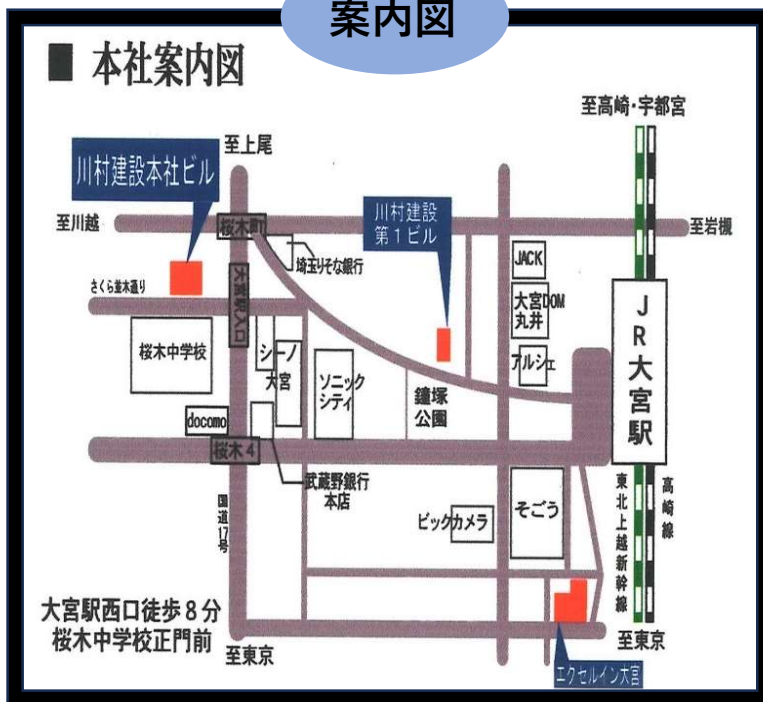 案内図
■ 本社案内図
至高崎・宇都宮
至上尾
川村建設本社ビル
川村建設
第1ビル
至川越
桜木町
至岩槻
埼玉りそな銀行
JACK
さくら並木通り
大宮駅入口
大宮DOM
丸井
JR大宮駅
桜木中学校
シーノ
大宮
ソニック
シティ
アルシェ
鐘塚
公園
docomo
桜木4
武蔵野銀行
本店
国道17号
ビックカメラ
そごう
東北上越新幹線
高崎線
大宮駅西口徒歩8分
桜木中学校正門前
至東京
至東京
エクセルイン大宮